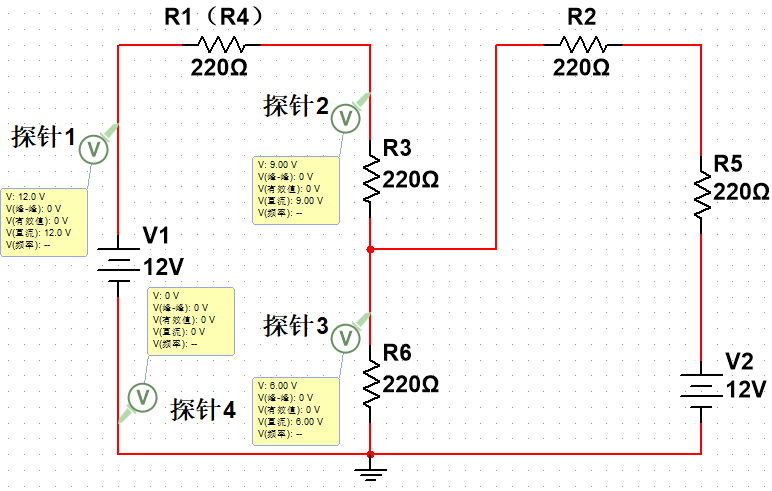 R1（R4）
220Ω
R2
220Ω
探针1
V
V: 12.0 V
V(峰-峰): 0 V
V(有效值): 0 V
V(直流): 12.0 V
V(频率): --
探针2
V
V: 9.00 V
V(峰-峰): 0 V
V(有效值): 0 V
V(直流): 9.00 V
V(频率): --
R3
220Ω
R5
220Ω
V1
12V
V: 0 V
V(峰-峰): 0 V
V(有效值): 0 V
V(直流): 0 V
V(频率): --
V
探针4
探针3
V
V: 6.00 V
V(峰-峰): 0 V
V(有效值): 0 V
V(直流): 6.00 V
V(频率): --
R6
220Ω
V2
12V